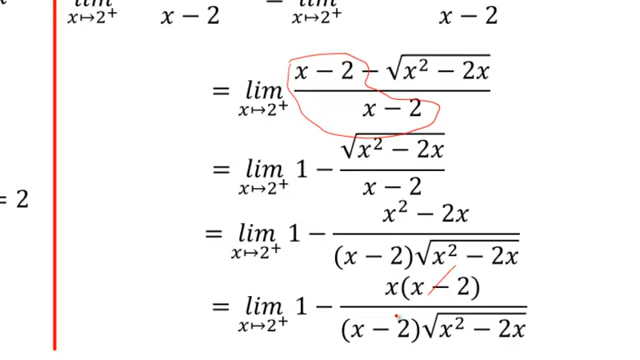 lim x↦2⁺ x − 2 = lim x↦2⁺ x − 2
= lim x↦2⁺ (x − 2 − √(x² − 2x)) / (x − 2)
= lim x↦2⁺ 1 − √(x² − 2x) / (x − 2)
= 2
= lim x↦2⁺ 1 − (x² − 2x) / ((x − 2)√(x² − 2x))
= lim x↦2⁺ 1 − x(x − 2) / ((x − 2)√(x² − 2x))